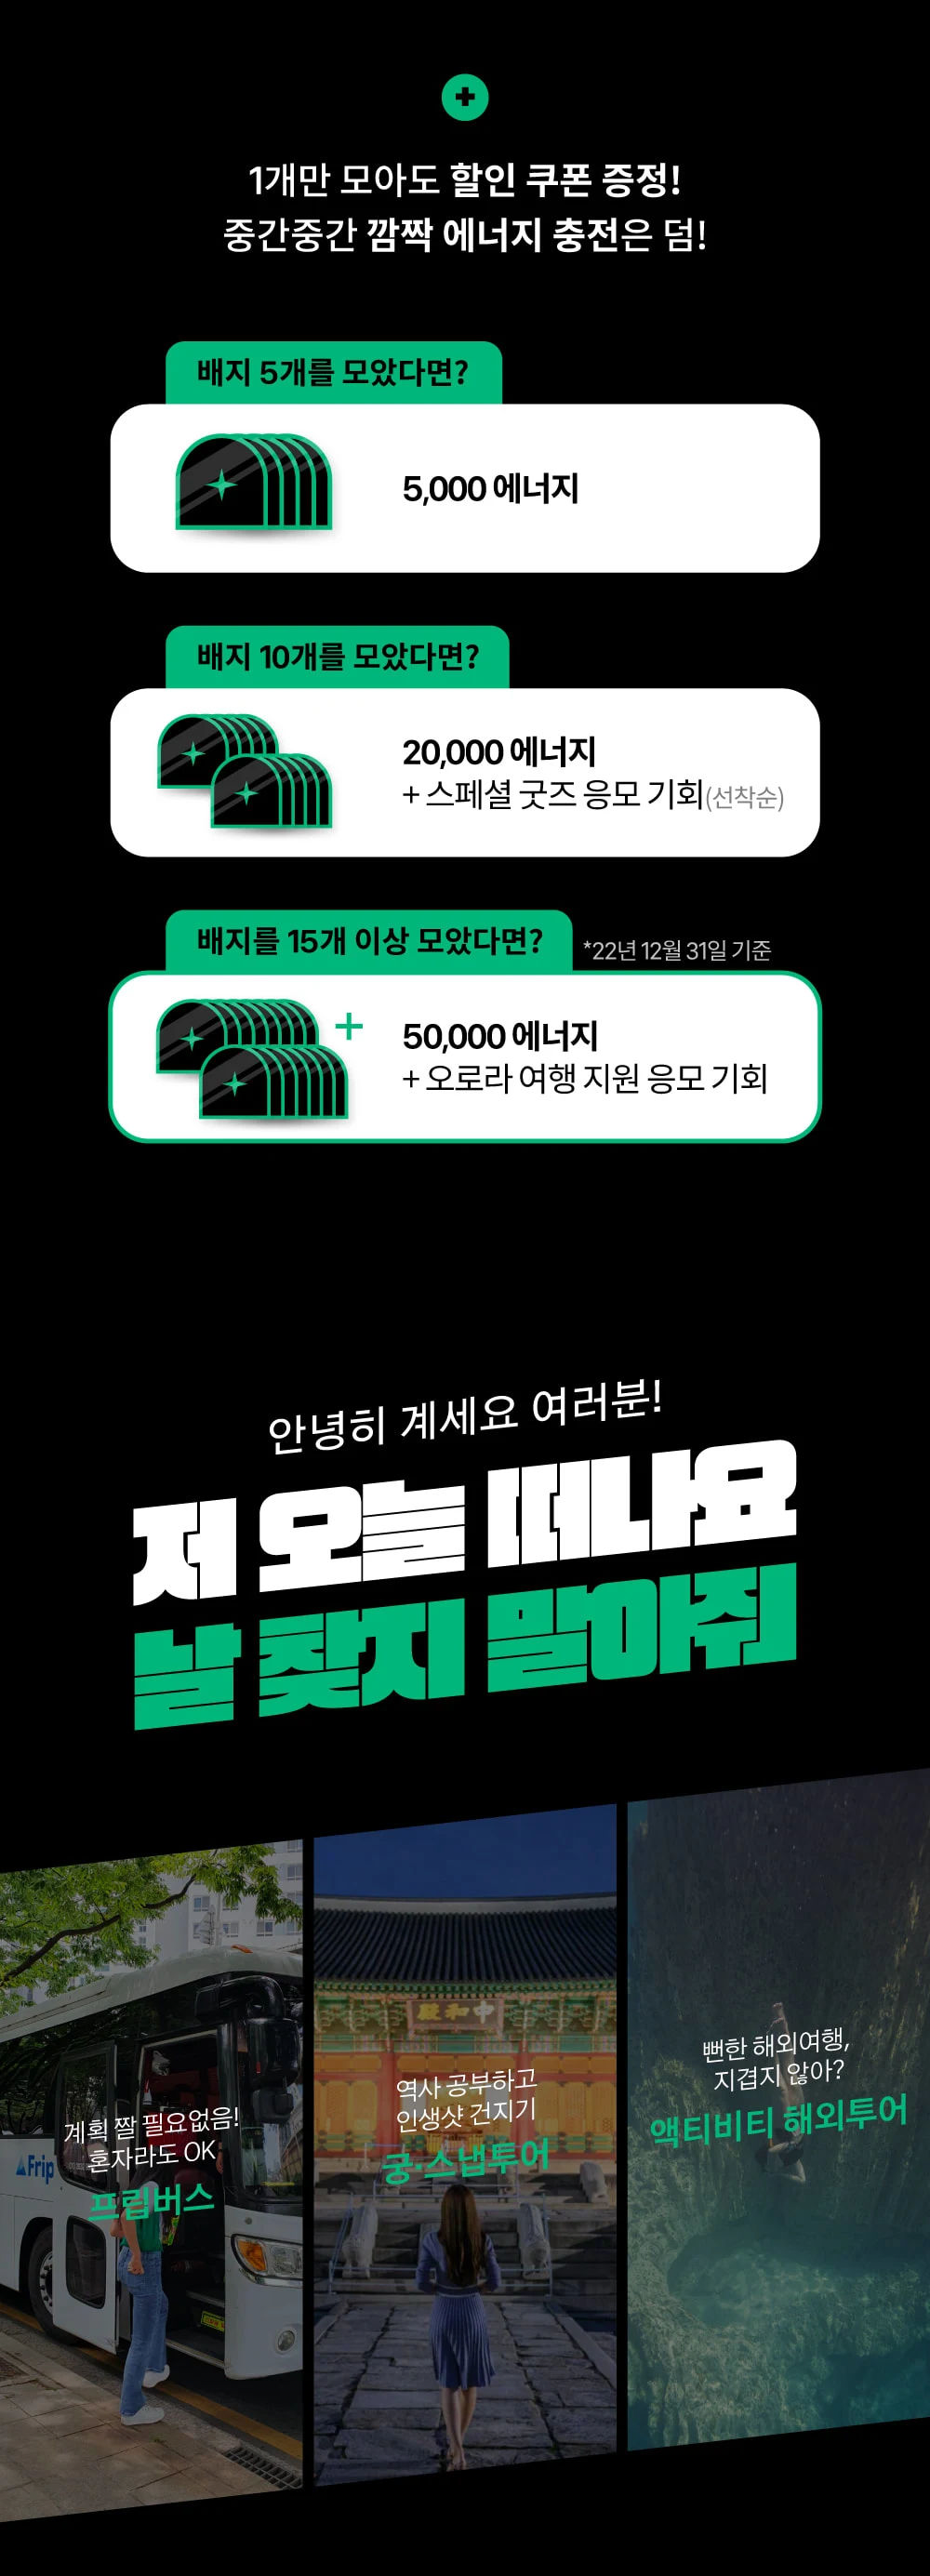 1개만 모아도 할인 쿠폰 증정!
중간중간 깜짝 에너지 충전은 덤!
배지 5개를 모았다면?
5,000 에너지
배지 10개를 모았다면?
20,000 에너지
+ 스페셜 굿즈 응모 기회(선착순)
배지를 15개 이상 모았다면?
*22년 12월 31일 기준
50,000 에너지
+ 오로라 여행 지원 응모 기회
안녕히 계세요 여러분!
저 오늘 떠나요
날 찾지 말아줘
계획 짤 필요없음!
혼자라도 OK
프립버스
Frip
역사 공부하고
인생샷 건지기
궁·스냅투어
殿和中
뻔한 해외여행,
지겹지 않아?
액티비티 해외투어